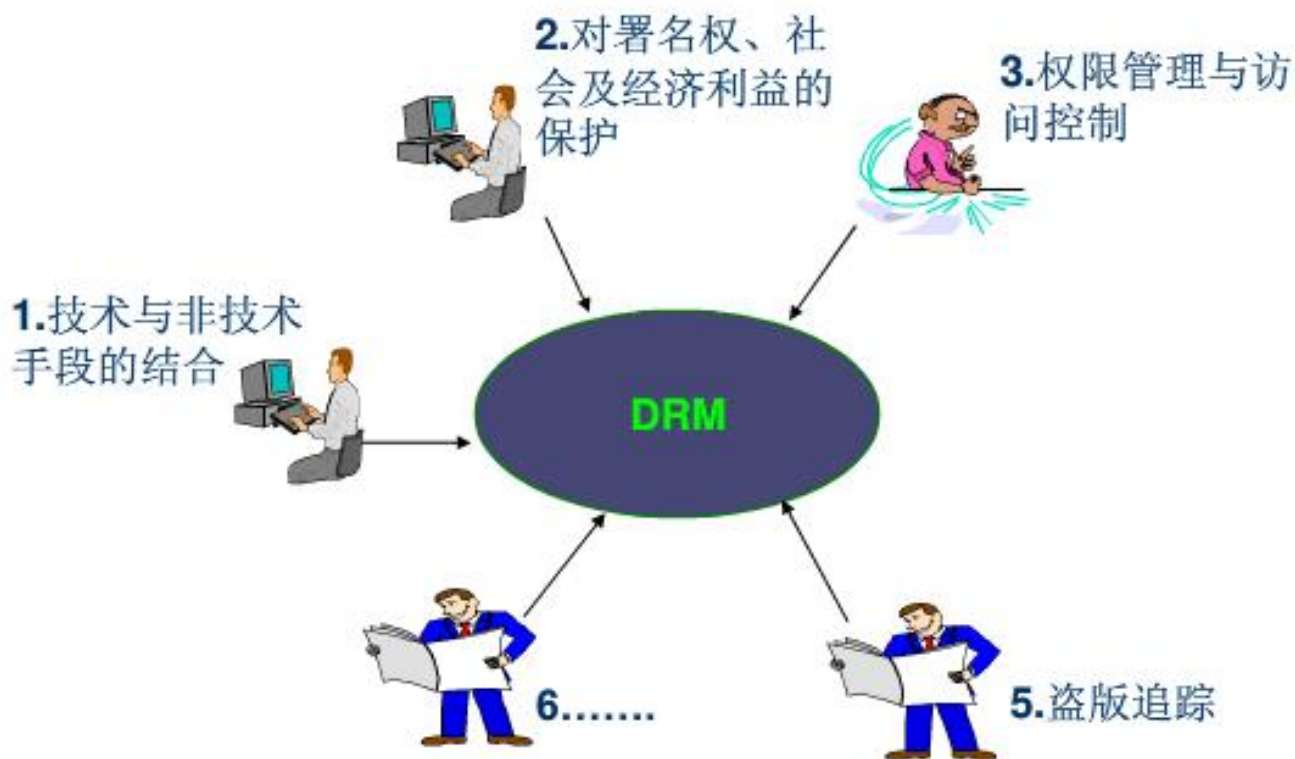 2.对署名权、社
会及经济利益的
保护
3.权限管理与访
问控制
1.技术与非技术
手段的结合
DRM
6.......
5.盗版追踪